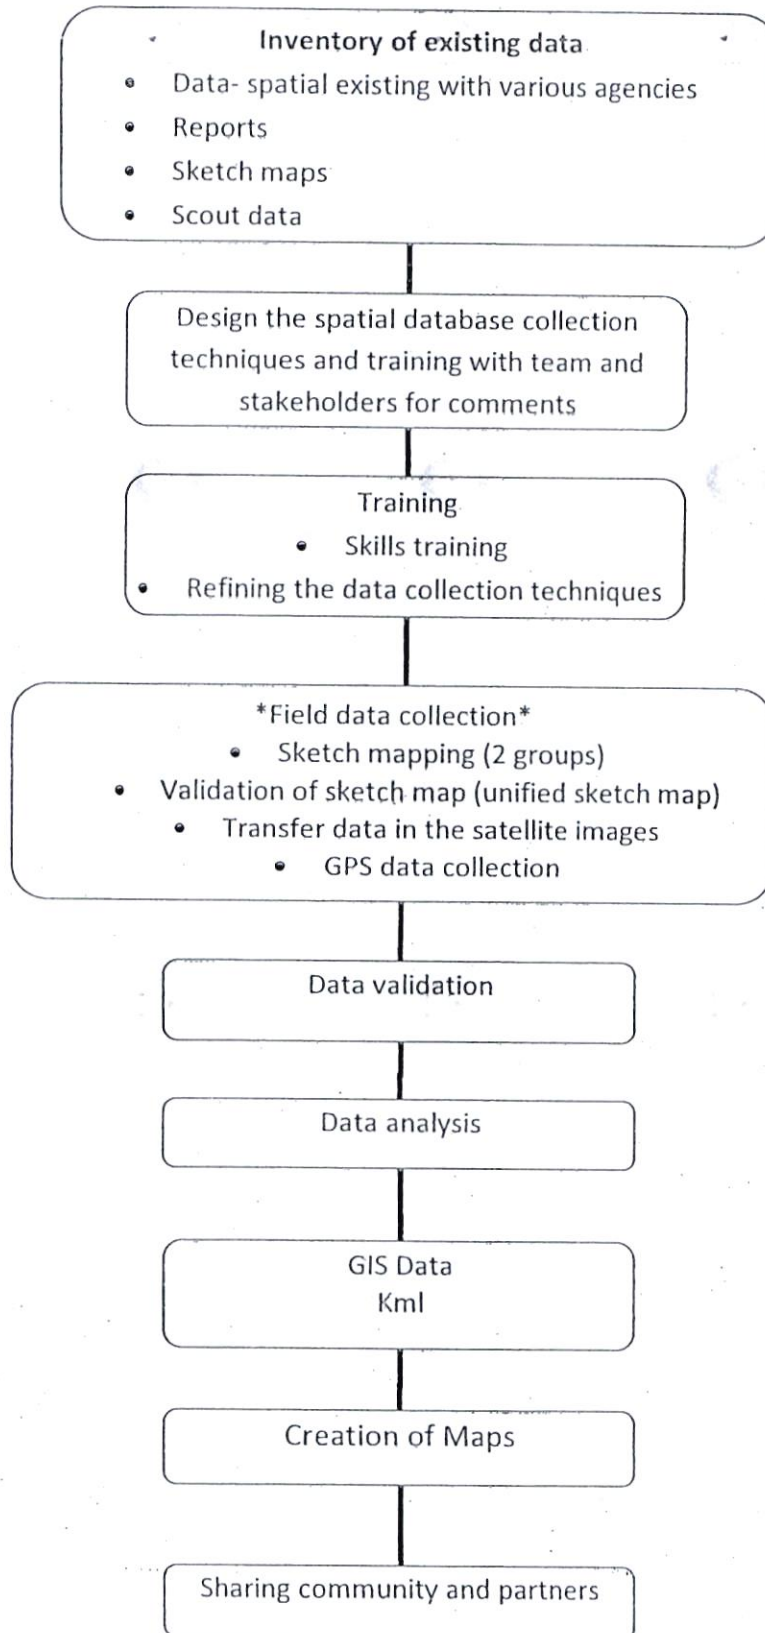 Inventory of existing data
• Data- spatial existing with various agencies
• Reports
• Sketch maps
• Scout data
Design the spatial database collection
techniques and training with team and
stakeholders for comments
Training
• Skills training
• Refining the data collection techniques
*Field data collection*
• Sketch mapping (2 groups)
• Validation of sketch map (unified sketch map)
• Transfer data in the satellite images
• GPS data collection
Data validation
Data analysis
GIS Data
Kml
Creation of Maps
Sharing community and partners